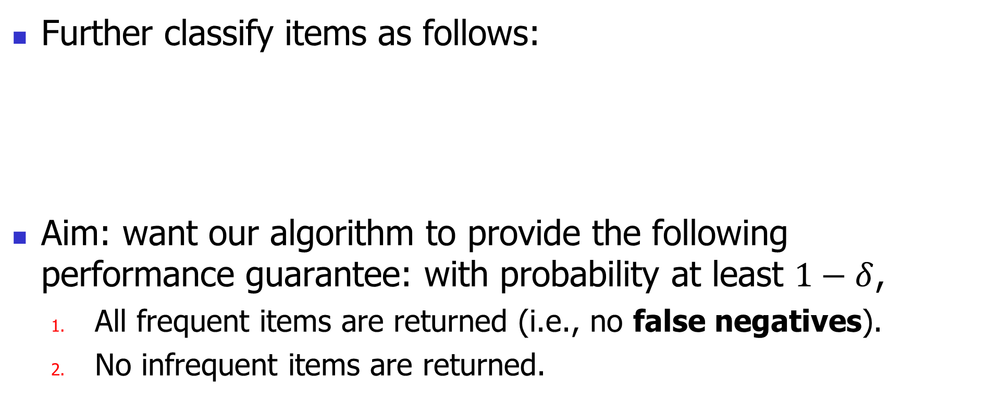 ▪ Further classify items as follows:
▪ Aim: want our algorithm to provide the following
performance guarantee: with probability at least 1 − 𝛿,
1. All frequent items are returned (i.e., no false negatives).
2. No infrequent items are returned.